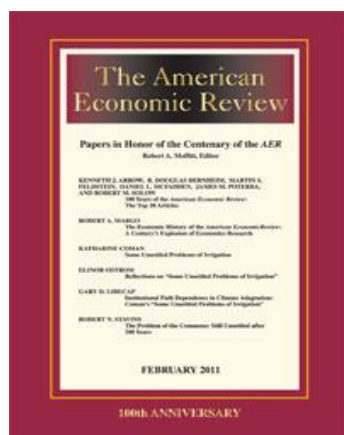 The American
Economic Review
Papers in Honor of the Centenary of the AER
Robert A. Moffitt, Editor
KENNETH J. ARROW, B. DOUGLAS BERNHEIM, MARTIN S.
FELDSTEIN, DANIEL L. MCFADDEN, JAMES M. POTERBA,
AND ROBERT M. SOLOW
100 Years of the American Economic Review:
The Top 20 Articles
ROBERT A. MARGO
The Economic History of the American Economic Review:
A Century's Explosion of Economics Research
KATHARINE COMAN
Some Unsettled Problems of Irrigation
ELINOR OSTROM
Reflections on "Some Unsettled Problems of Irrigation"
GARY D. LIBECAP
Institutional Path Dependence in Climate Adaptation:
Coman's "Some Unsettled Problems of Irrigation"
ROBERT N. STAVINS
The Problem of the Commons: Still Unsettled after
100 Years
FEBRUARY 2011
100th ANNIVERSARY